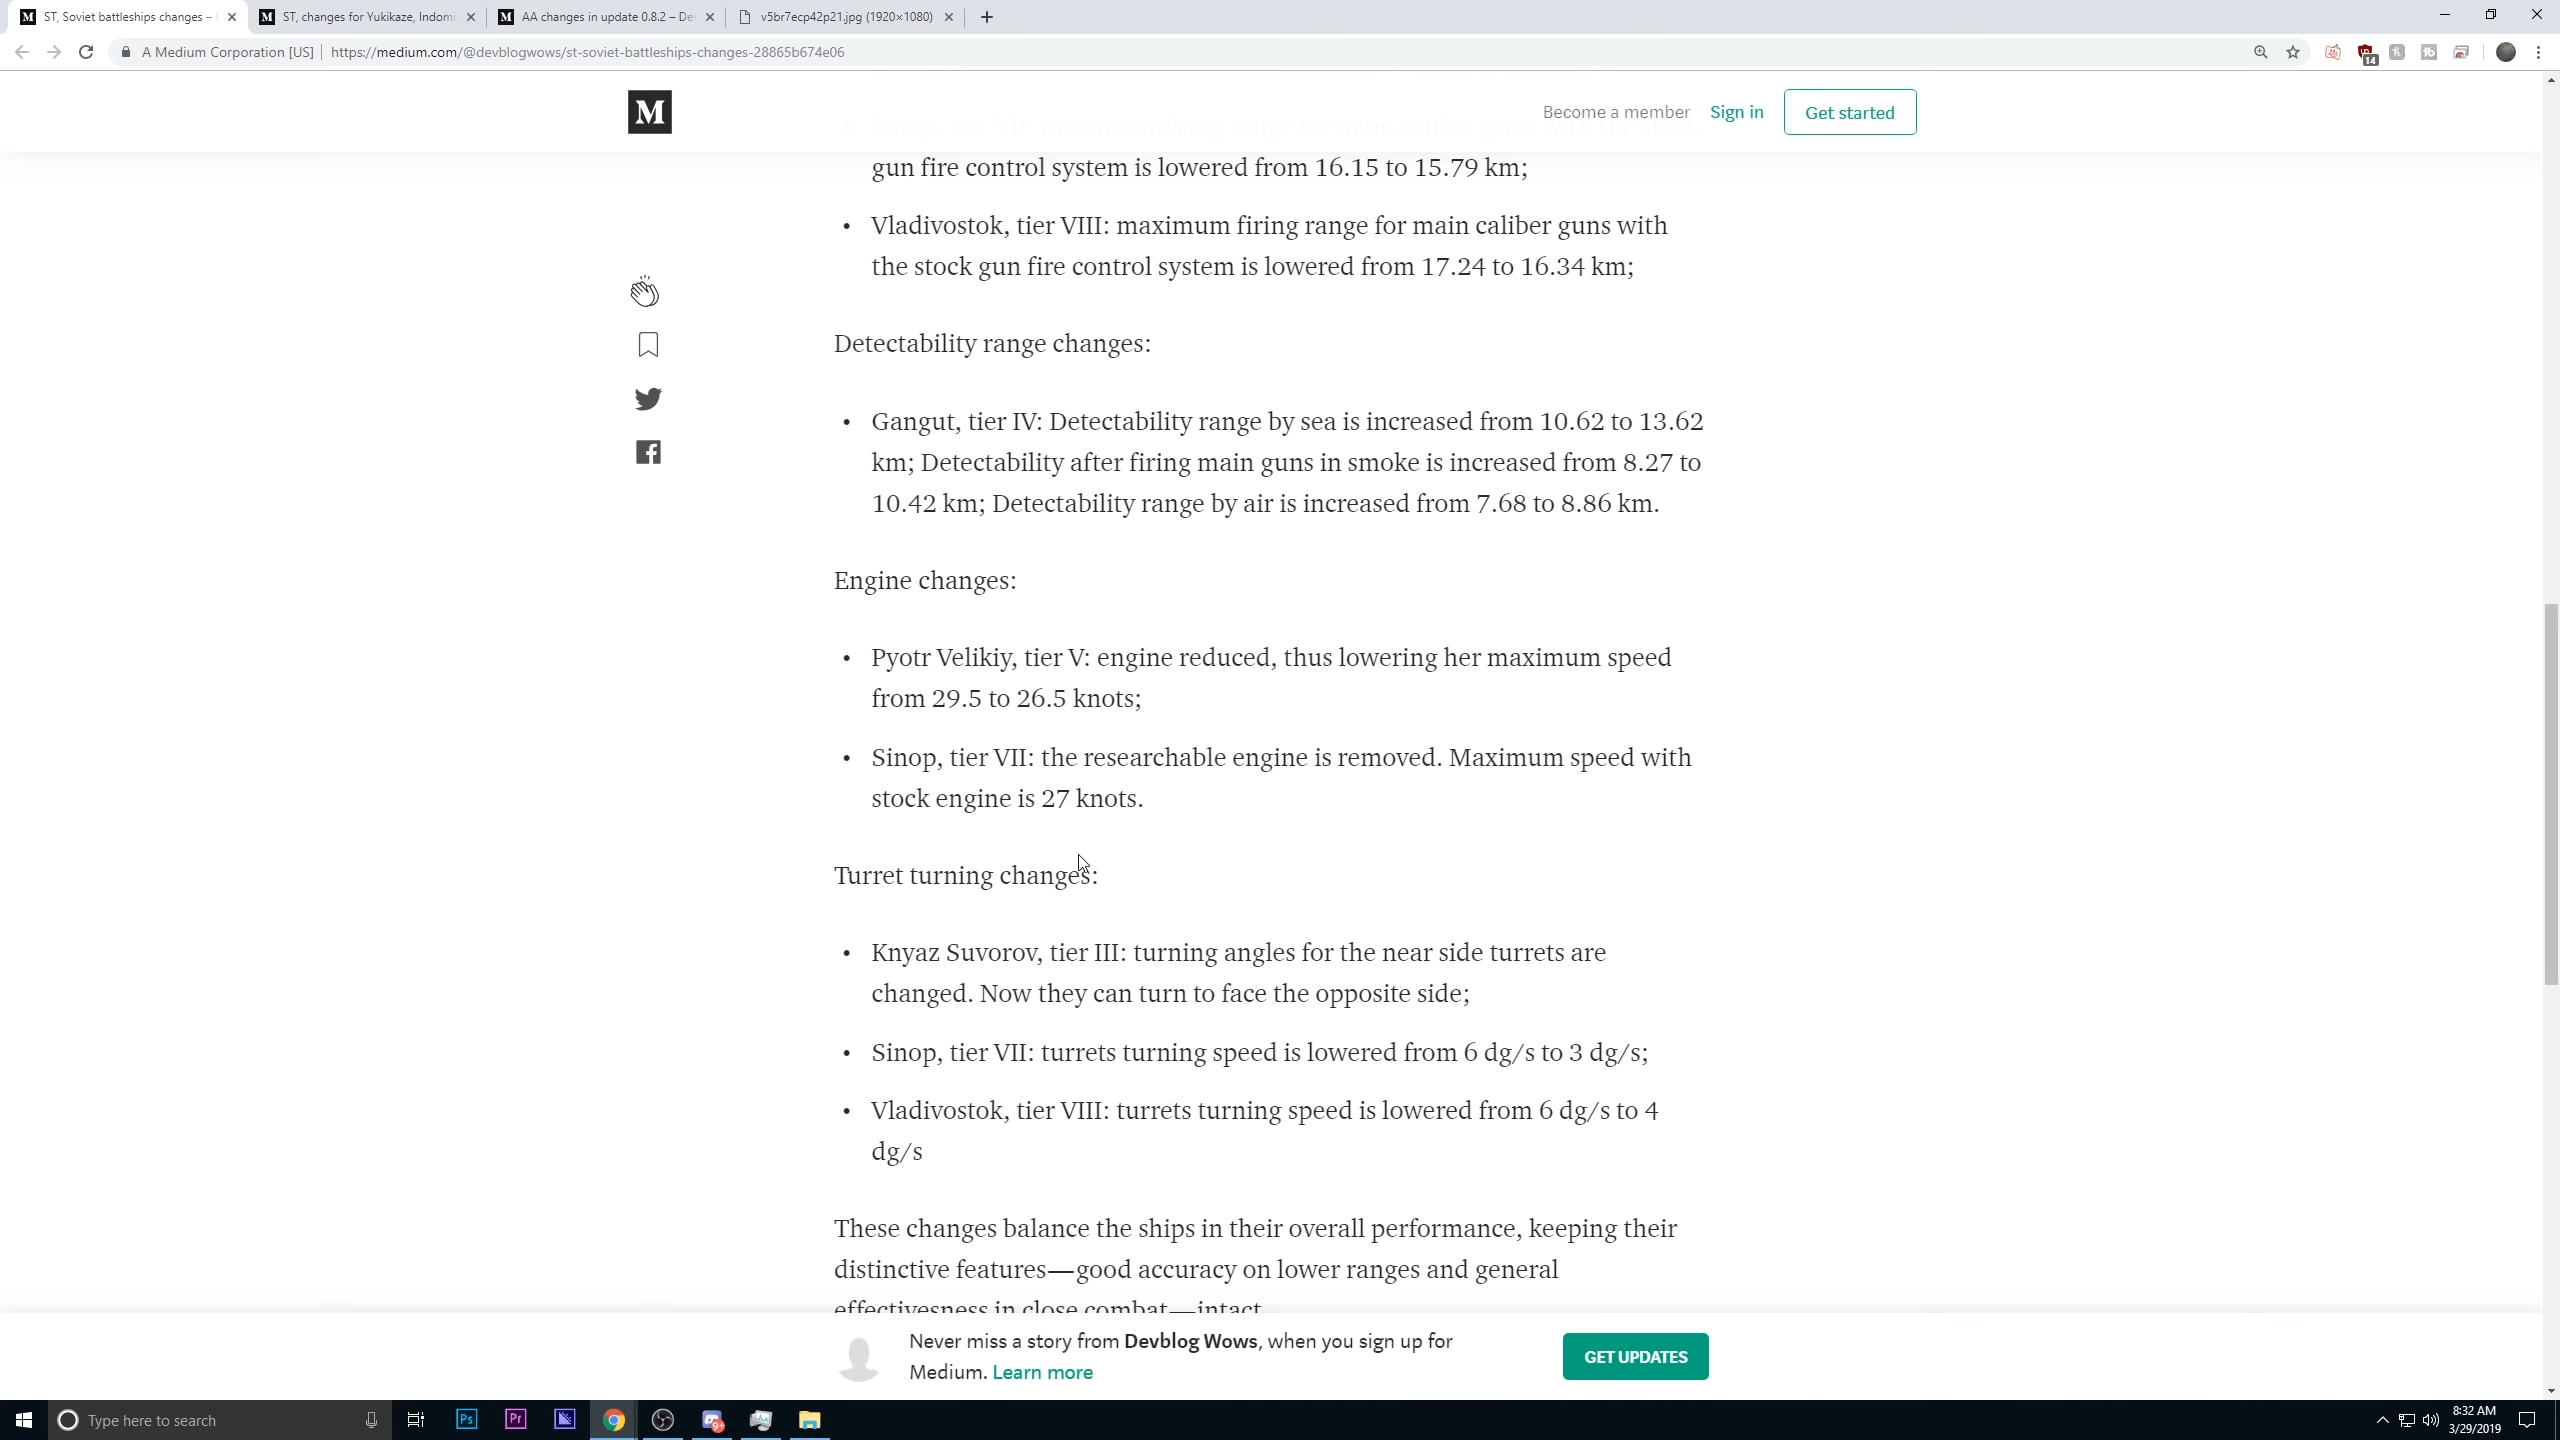 ST, Soviet battleships changes –
ST, changes for Yukikaze, Indomi
AA changes in update 0.8.2 – De
v5br7ecp42p21.jpg (1920×1080)
A Medium Corporation [US] | https://medium.com/@devblogwows/st-soviet-battleships-changes-28865b674e06
14
M
Become a member
Sign in
Get started
gun fire control system is lowered from 16.15 to 15.79 km;
• Vladivostok, tier VIII: maximum firing range for main caliber guns with
the stock gun fire control system is lowered from 17.24 to 16.34 km;
Detectability range changes:
• Gangut, tier IV: Detectability range by sea is increased from 10.62 to 13.62
km; Detectability after firing main guns in smoke is increased from 8.27 to
10.42 km; Detectability range by air is increased from 7.68 to 8.86 km.
Engine changes:
• Pyotr Velikiy, tier V: engine reduced, thus lowering her maximum speed
from 29.5 to 26.5 knots;
• Sinop, tier VII: the researchable engine is removed. Maximum speed with
stock engine is 27 knots.
Turret turning changes:
• Knyaz Suvorov, tier III: turning angles for the near side turrets are
changed. Now they can turn to face the opposite side;
• Sinop, tier VII: turrets turning speed is lowered from 6 dg/s to 3 dg/s;
• Vladivostok, tier VIII: turrets turning speed is lowered from 6 dg/s to 4
dg/s
These changes balance the ships in their overall performance, keeping their
distinctive features—good accuracy on lower ranges and general
effectiveness in close combat—intact
Never miss a story from Devblog Wows, when you sign up for
Medium. Learn more
GET UPDATES
Type here to search
Ps
Pr
9+
8:32 AM
3/29/2019